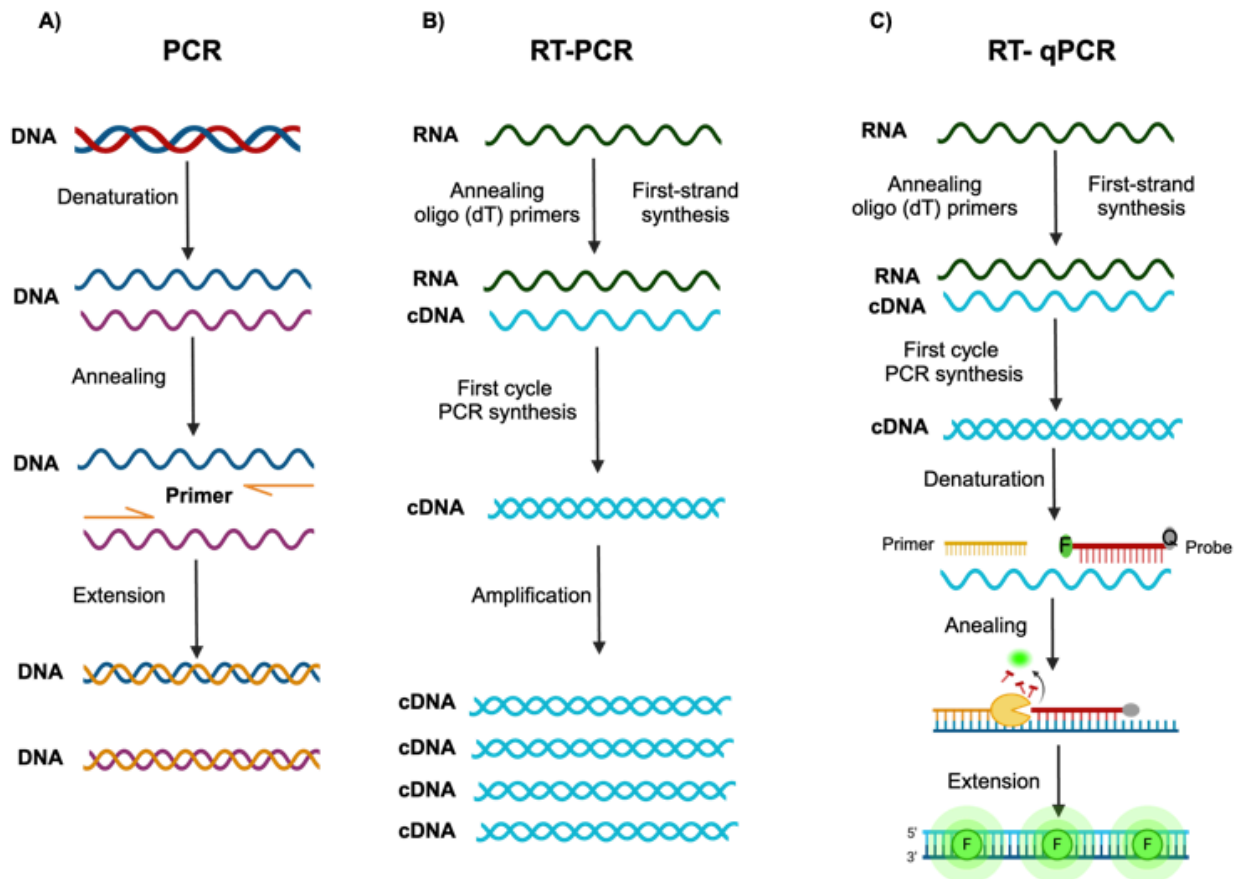 A)
PCR
DNA
Denaturation
DNA
Annealing
DNA
Primer
Extension
DNA
DNA
B)
RT-PCR
RNA
Annealing
oligo (dT) primers
First-strand
synthesis
RNA
cDNA
First cycle
PCR synthesis
cDNA
Amplification
cDNA
cDNA
cDNA
cDNA
C)
RT- qPCR
RNA
Annealing
oligo (dT) primers
First-strand
synthesis
RNA
cDNA
First cycle
PCR synthesis
cDNA
Denaturation
Primer
F
Q
Probe
Anealing
Extension
5'
3'
F
F
F